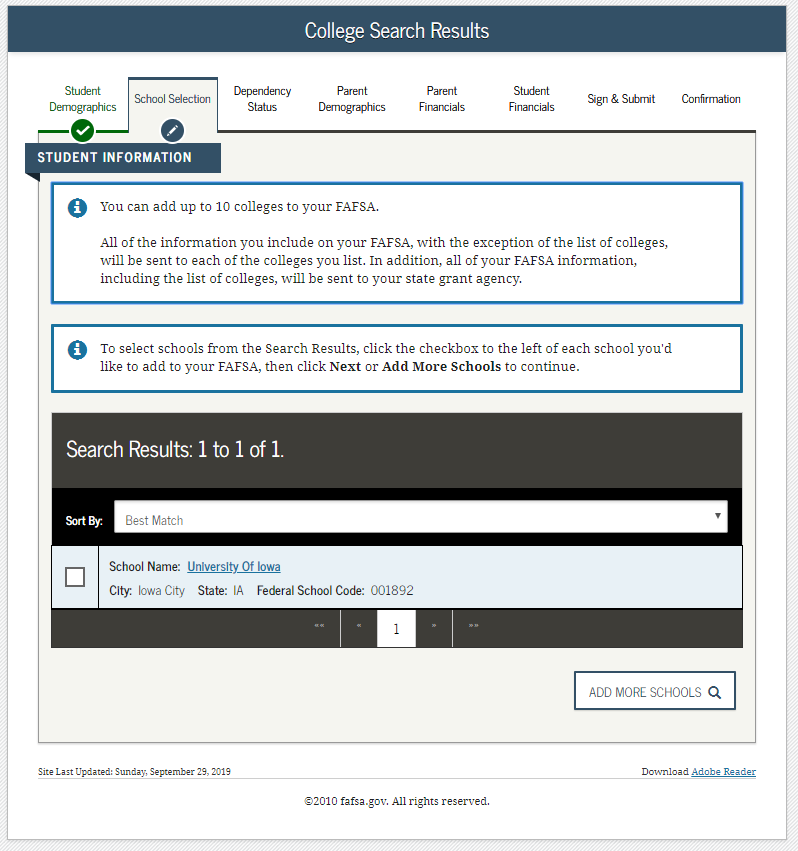 College Search Results
Student Demographics
School Selection
Dependency Status
Parent Demographics
Parent Financials
Student Financials
Sign & Submit
Confirmation
STUDENT INFORMATION
You can add up to 10 colleges to your FAFSA.
All of the information you include on your FAFSA, with the exception of the list of colleges,
will be sent to each of the colleges you list. In addition, all of your FAFSA information,
including the list of colleges, will be sent to your state grant agency.
To select schools from the Search Results, click the checkbox to the left of each school you'd
like to add to your FAFSA, then click Next or Add More Schools to continue.
Search Results: 1 to 1 of 1.
Sort By: Best Match
School Name: University Of Iowa
City: Iowa City State: IA Federal School Code: 001892
«« « 1 » »»
ADD MORE SCHOOLS
Site Last Updated: Sunday, September 29, 2019 Download Adobe Reader
©2010 fafsa.gov. All rights reserved.